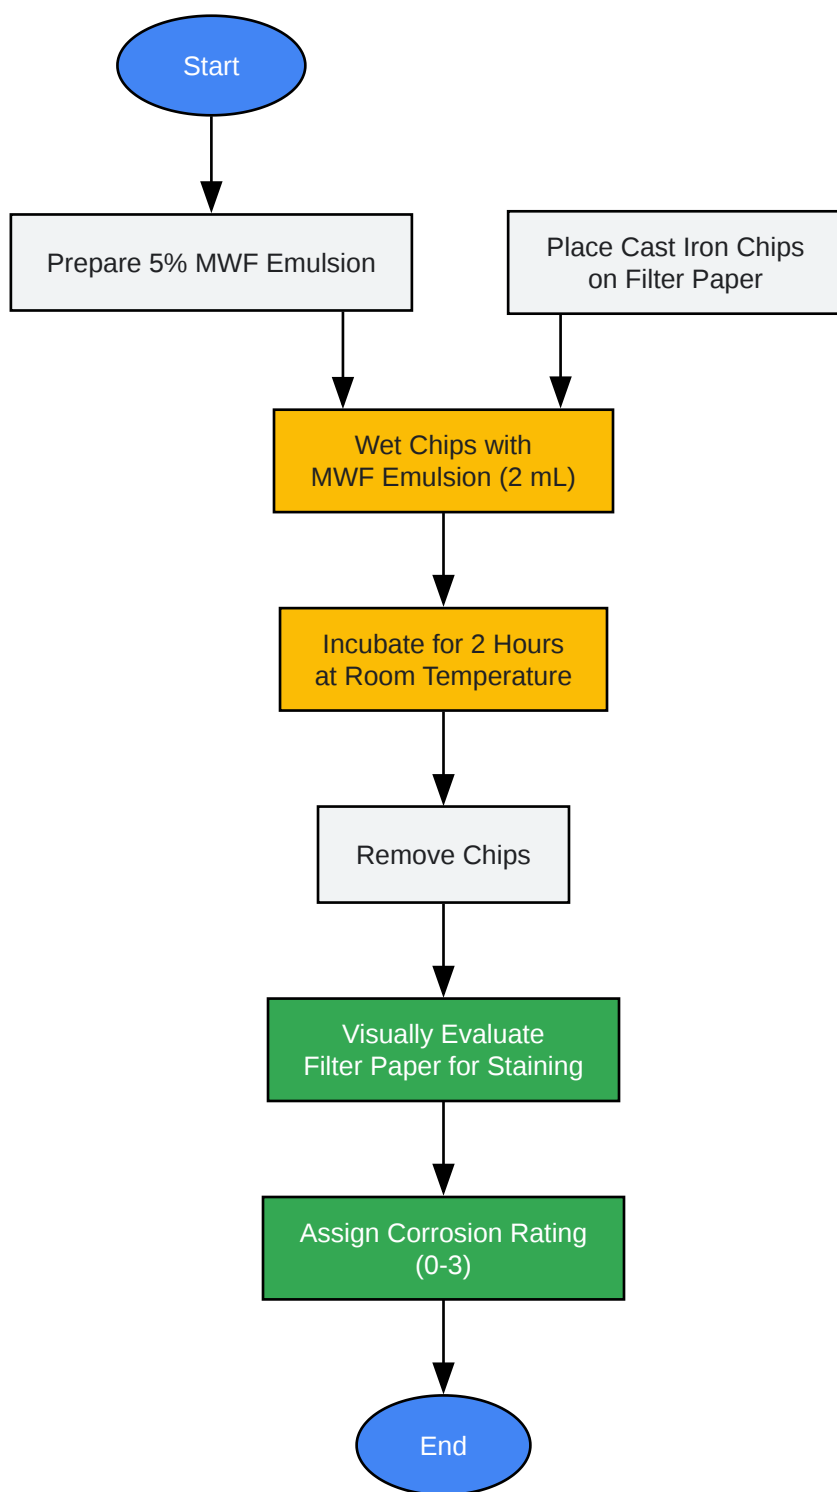 Start
Prepare 5% MWF Emulsion
Place Cast Iron Chips
on Filter Paper
Wet Chips with
MWF Emulsion (2 mL)
Incubate for 2 Hours
at Room Temperature
Remove Chips
Visually Evaluate
Filter Paper for Staining
Assign Corrosion Rating
(0-3)
End